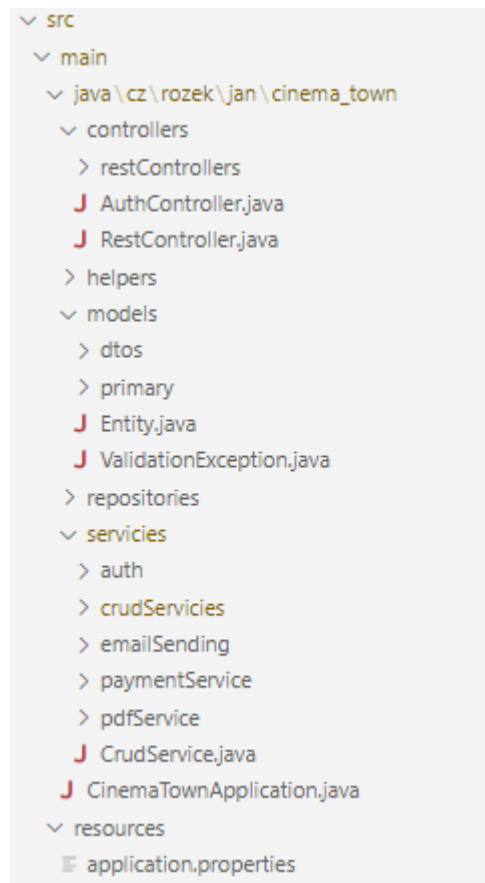 src
main
java\cz\rozek\jan\cinema_town
controllers
restControllers
J AuthController.java
J RestController.java
helpers
models
dtos
primary
J Entity.java
J ValidationException.java
repositories
servicies
auth
crudServicies
emailSending
paymentService
pdfService
J CrudService.java
J CinemaTownApplication.java
resources
application.properties